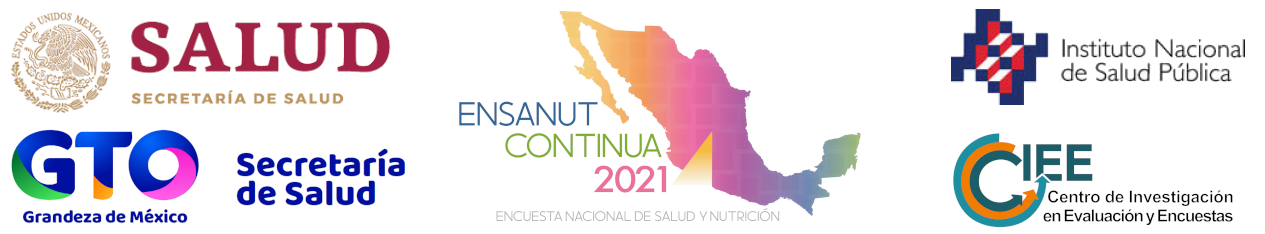 ESTADOS UNIDOS MEXICANOS
SALUD
SECRETARÍA DE SALUD
GTO
Grandeza de México
Secretaría
de Salud
ENSANUT
CONTINUA
2021
ENCUESTA NACIONAL DE SALUD Y NUTRICIÓN
Instituto Nacional
de Salud Pública
CIEE
Centro de Investigación
en Evaluación y Encuestas